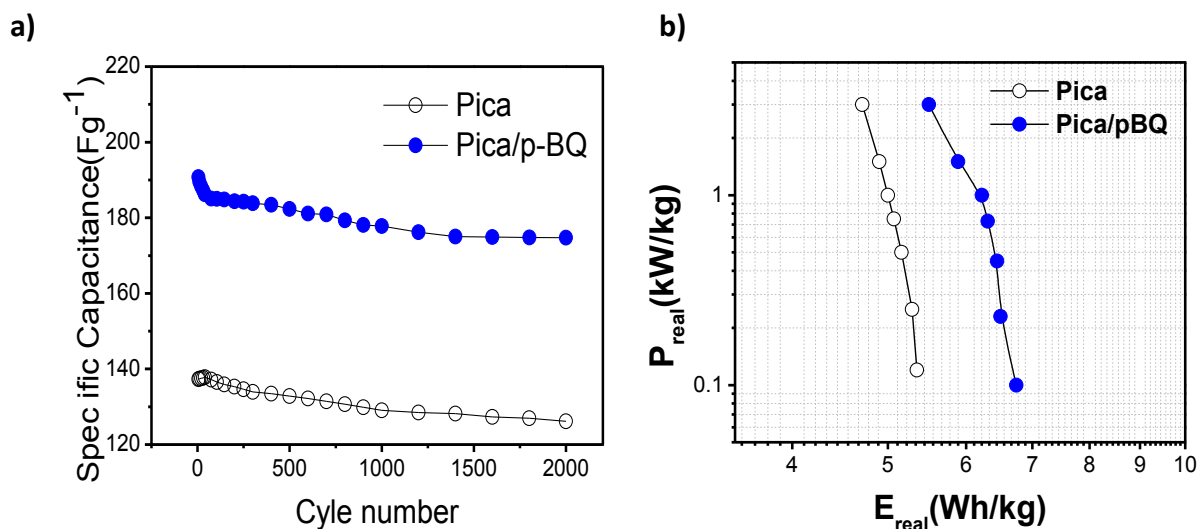 a)
Spec ific Capacitance(Fg⁻¹)
220
200
180
160
140
120
Pica
Pica/p-BQ
0
500
1000
1500
2000
Cyle number
b)
P_real(kW/kg)
1
0.1
Pica
Pica/pBQ
4
5
6
7
8
9
10
E_real(Wh/kg)